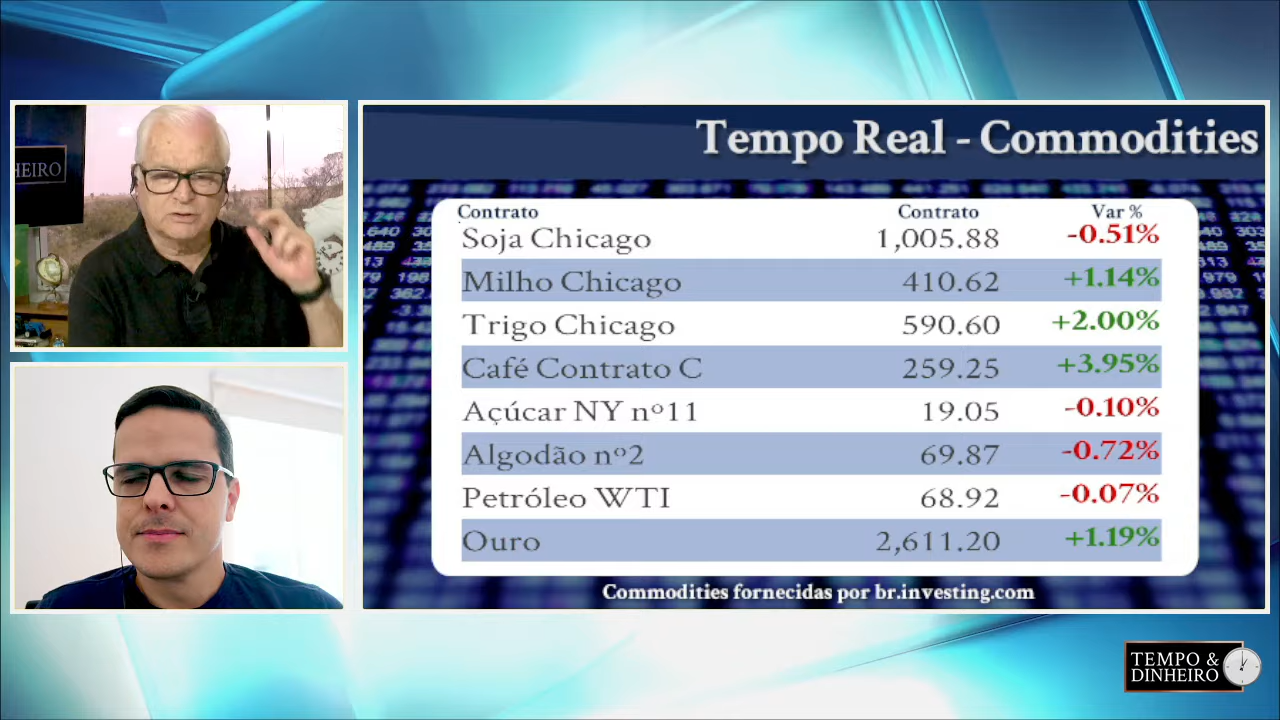 HEIRO
Tempo Real - Commodities
Contrato Contrato Var %
Soja Chicago 1,005.88 -0.51%
Milho Chicago 410.62 +1.14%
Trigo Chicago 590.60 +2.00%
Café Contrato C 259.25 +3.95%
Açúcar NY nº11 19.05 -0.10%
Algodão nº2 69.87 -0.72%
Petróleo WTI 68.92 -0.07%
Ouro 2,611.20 +1.19%
Commodities fornecidas por br.investing.com
TEMPO &
DINHEIRO